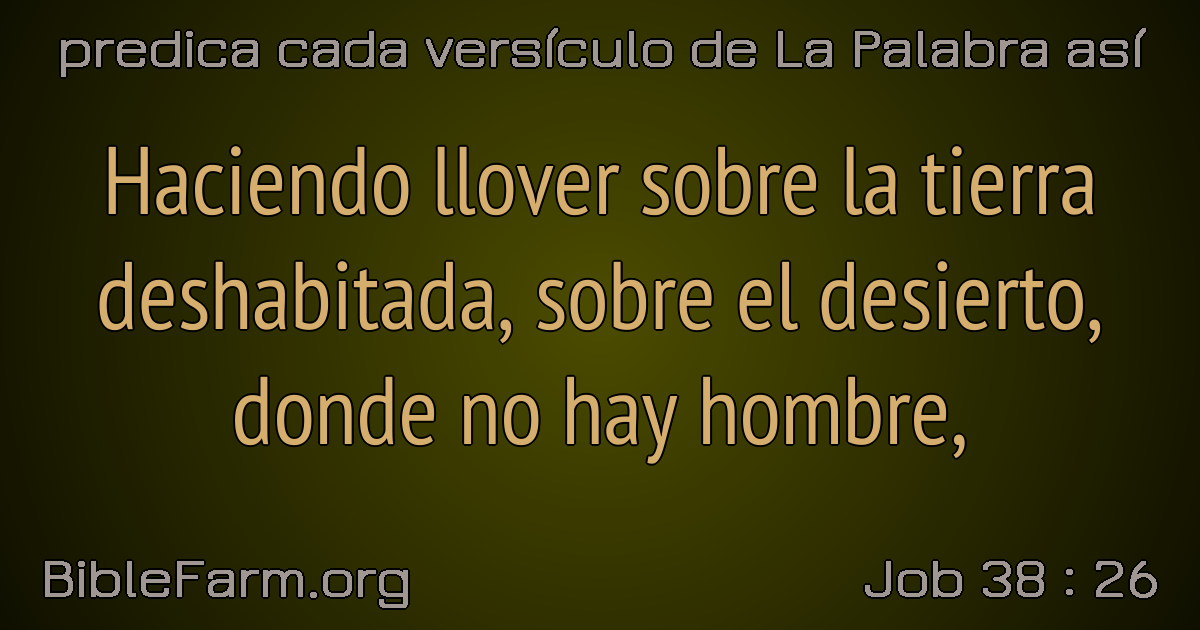 predica cada versículo de La Palabra así
Haciendo llover sobre la tierra
deshabitada, sobre el desierto,
donde no hay hombre,
BibleFarm.org
Job 38 : 26